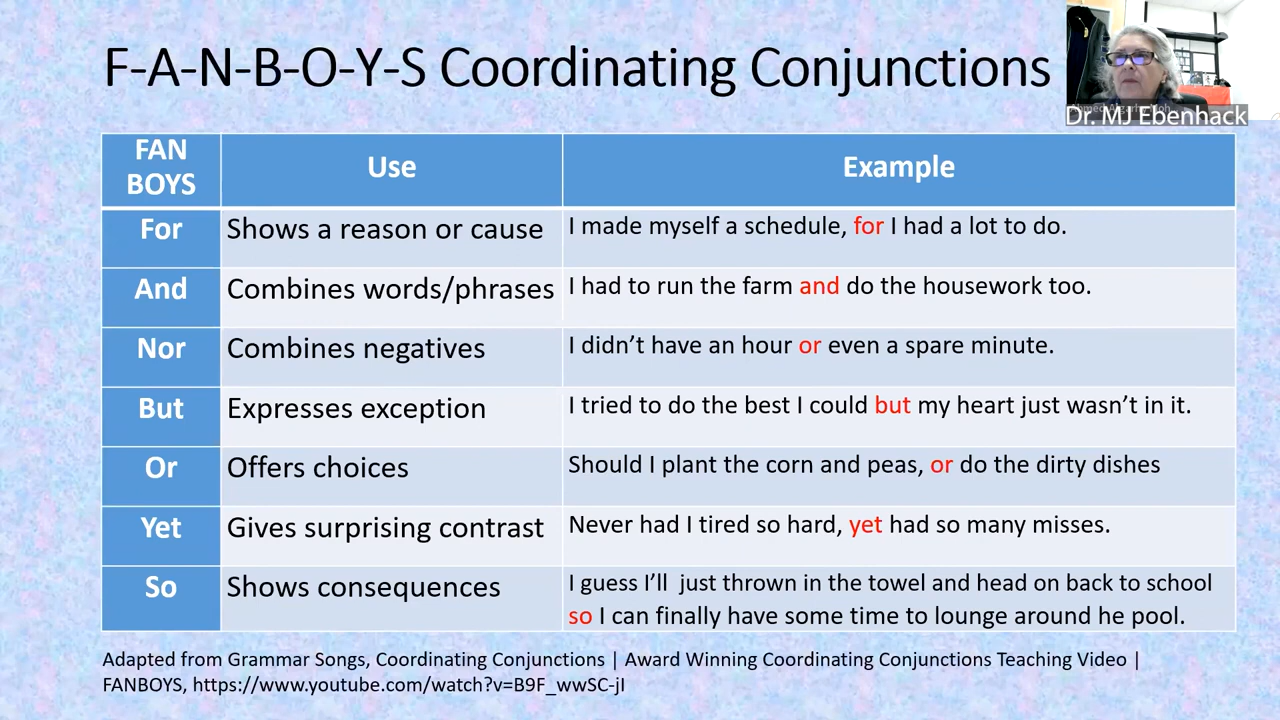 F-A-N-B-O-Y-S Coordinating Conjunctions
Dr. MJ Ebenhack
FAN
BOYS
Use
Example
For
Shows a reason or cause
I made myself a schedule, for I had a lot to do.
And
Combines words/phrases
I had to run the farm and do the housework too.
Nor
Combines negatives
I didn’t have an hour or even a spare minute.
But
Expresses exception
I tried to do the best I could but my heart just wasn’t in it.
Or
Offers choices
Should I plant the corn and peas, or do the dirty dishes
Yet
Gives surprising contrast
Never had I tired so hard, yet had so many misses.
So
Shows consequences
I guess I’ll  just thrown in the towel and head on back to school
so I can finally have some time to lounge around he pool.
Adapted from Grammar Songs, Coordinating Conjunctions | Award Winning Coordinating Conjunctions Teaching Video |
FANBOYS, https://www.youtube.com/watch?v=B9F_wwSC-jI